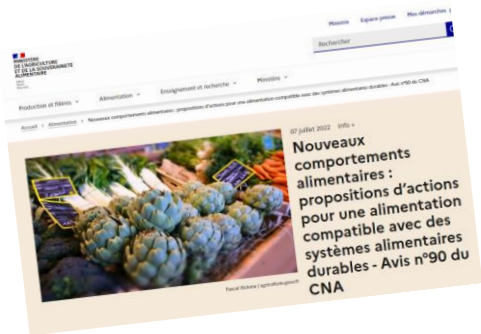 Missions Espace presse Mes démarches
MINISTÈRE
DE L'AGRICULTURE
ET DE LA SOUVERAINETÉ
ALIMENTAIRE
Rechercher
Production et filières Alimentation Enseignement et recherche Ministère
Accueil > Alimentation > Nouveaux comportements alimentaires : propositions d'actions pour une alimentation compatible avec des systèmes alimentaires durables - Avis n°90 du CNA
07 juillet 2022 Info +
Nouveaux
comportements
alimentaires :
propositions d'actions
pour une alimentation
compatible avec des
systèmes alimentaires
durables - Avis n°90 du
CNA
Pascal Xicluna / agriculture.gouv.fr